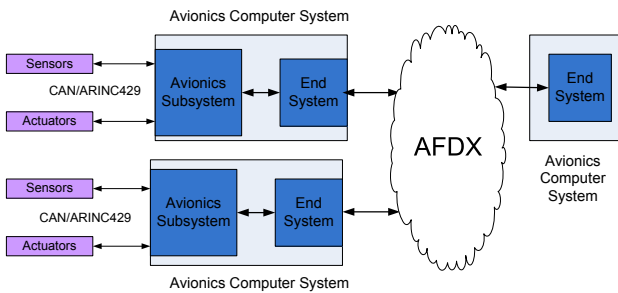 Avionics Computer System
Sensors
CAN/ARINC429
Actuators
Avionics
Subsystem
End
System
AFDX
End
System
Avionics
Computer
System
Sensors
CAN/ARINC429
Actuators
Avionics
Subsystem
End
System
Avionics Computer System